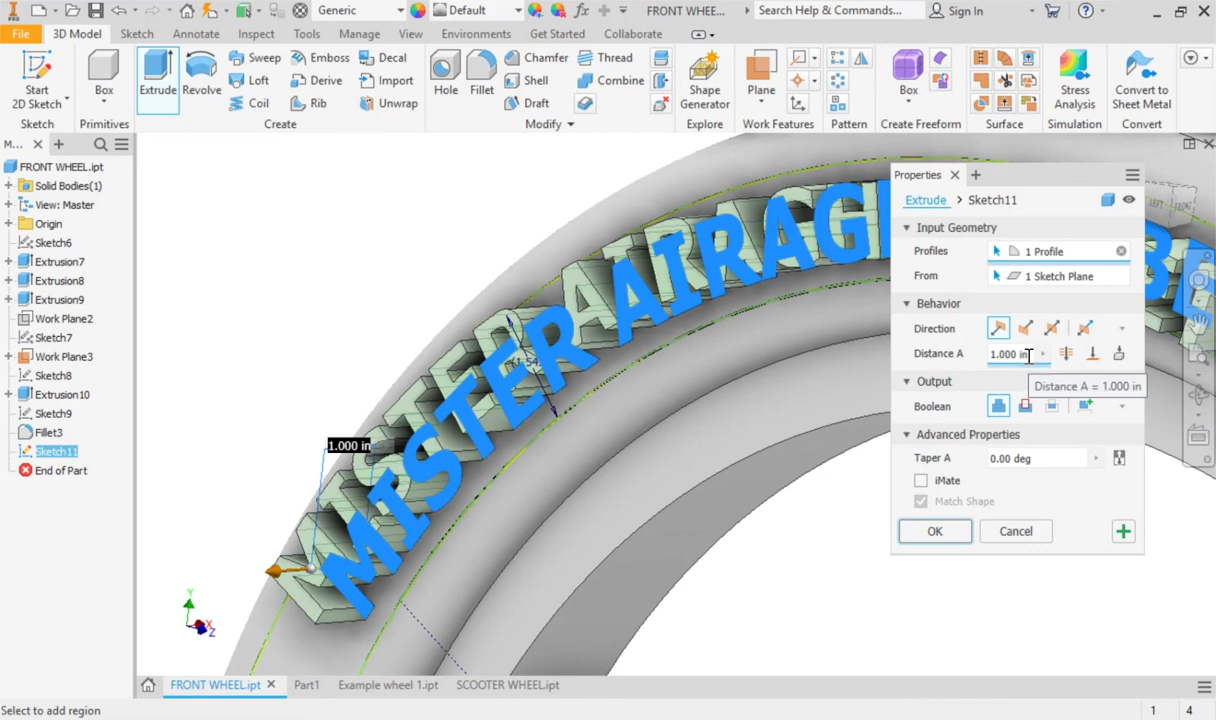 Generic
Default
FRONT WHEE...
Search Help & Commands...
Sign In
File
3D Model
Sketch
Annotate
Inspect
Tools
Manage
View
Environments
Get Started
Collaborate
Start
2D Sketch
Box
Extrude
Revolve
Sweep
Loft
Coil
Emboss
Derive
Rib
Decal
Import
Unwrap
Hole
Fillet
Chamfer
Shell
Draft
Thread
Combine
Shape
Generator
Plane
Box
Stress
Analysis
Convert to
Sheet Metal
Sketch
Primitives
Create
Modify
Explore
Work Features
Pattern
Create Freeform
Surface
Simulation
Convert
M...
FRONT WHEEL.ipt
Solid Bodies(1)
View: Master
Origin
Sketch6
Extrusion7
Extrusion8
Extrusion9
Work Plane2
Sketch7
Work Plane3
Sketch8
Extrusion10
Sketch9
Fillet3
Sketch11
End of Part
MISTER AIRAG
1.000 in
LEFT
FRONT
Y
X
Z
Properties
Extrude > Sketch11
Input Geometry
Profiles
1 Profile
From
1 Sketch Plane
Behavior
Direction
Distance A
1.000 in
Distance A = 1.000 in
Output
Boolean
Advanced Properties
Taper A
0.00 deg
iMate
Match Shape
OK
Cancel
FRONT WHEEL.ipt
Part1
Example wheel 1.ipt
SCOOTER WHEEL.ipt
Select to add region
1
4